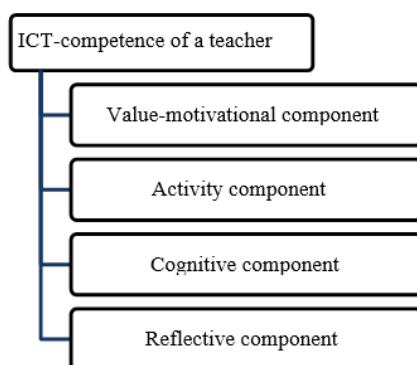 ICT-competence of a teacher
Value-motivational component
Activity component
Cognitive component
Reflective component